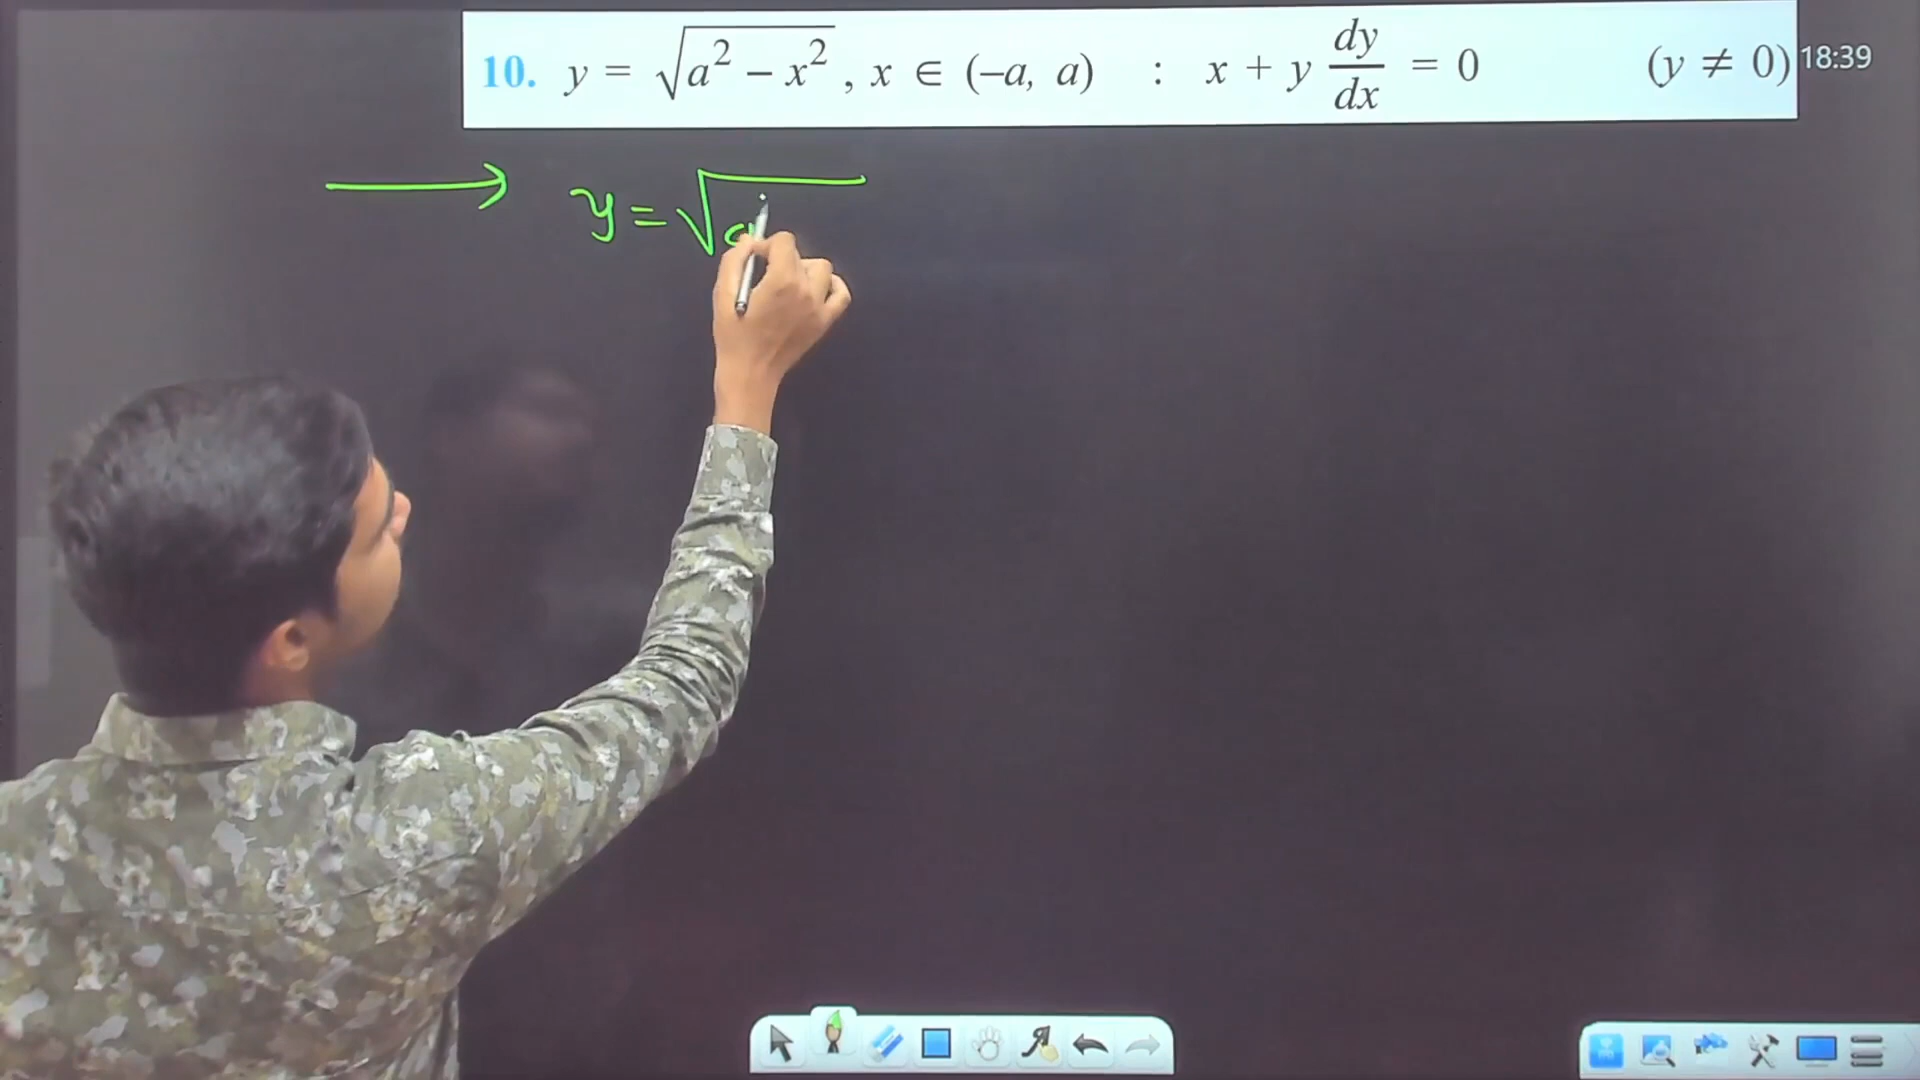 10. y = √(a² − x²) , x ∈ (–a, a) : x + y dy/dx = 0 (y ≠ 0)
18:39
y = √a